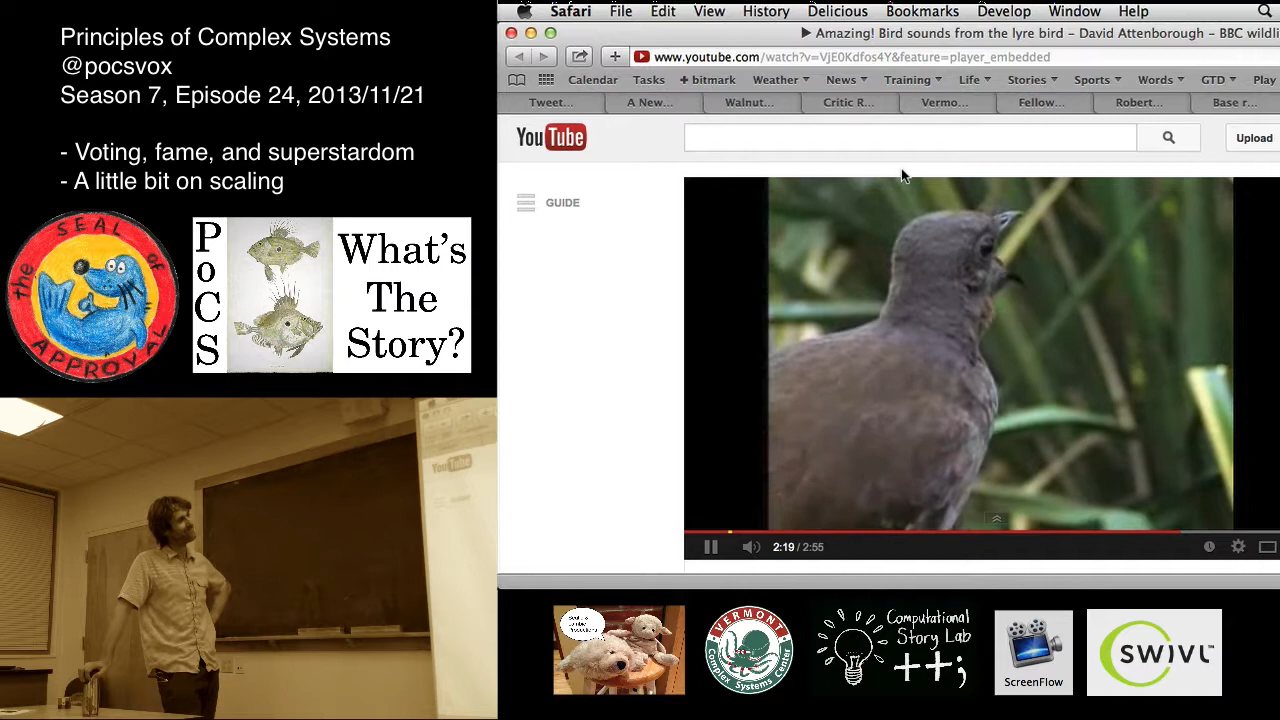 Principles of Complex Systems
@pocsvox
Season 7, Episode 24, 2013/11/21
- Voting, fame, and superstardom
- A little bit on scaling
the SEAL of APPROVAL
PoCS
What's
The
Story?
Safari File Edit View History Delicious Bookmarks Develop Window Help
▶ Amazing! Bird sounds from the lyre bird – David Attenborough – BBC wildli
www.youtube.com/watch?v=VjE0Kdfos4Y&feature=player_embedded
Calendar Tasks + bitmark Weather News Training Life Stories Sports Words GTD Play
Tweet... A New... Walnut... Critic R... Vermo... Fellow... Robert... Base r...
YouTube
Upload
GUIDE
2:19 / 2:55
YouTube
Productions
VERMONT
Complex Systems Center
Computational
Story Lab
++;
ScreenFlow
SWIVL™